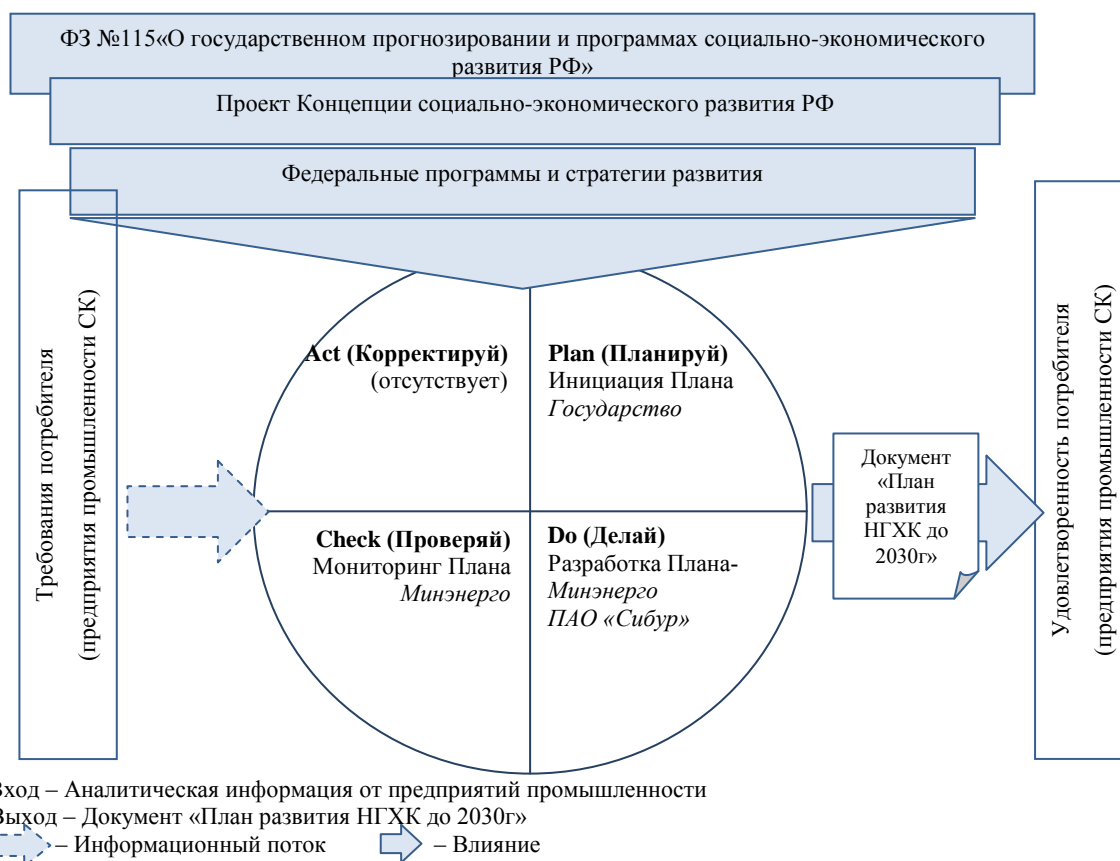 ФЗ №115«О государственном прогнозировании и программах социально-экономического
развития РФ»
Проект Концепции социально-экономического развития РФ
Федеральные программы и стратегии развития
Требования потребителя
(предприятия промышленности СК)
Act (Корректируй)
(отсутствует)
Plan (Планируй)
Инициация Плана
Государство
Check (Проверяй)
Мониторинг Плана
Минэнерго
Do (Делай)
Разработка Плана-
Минэнерго
ПАО «Сибур»
Документ
«План
развития
НГХК до
2030г»
Удовлетворенность потребителя
(предприятия промышленности СК)
Вход – Аналитическая информация от предприятий промышленности
Выход – Документ «План развития НГХК до 2030г»
– Информационный поток
– Влияние